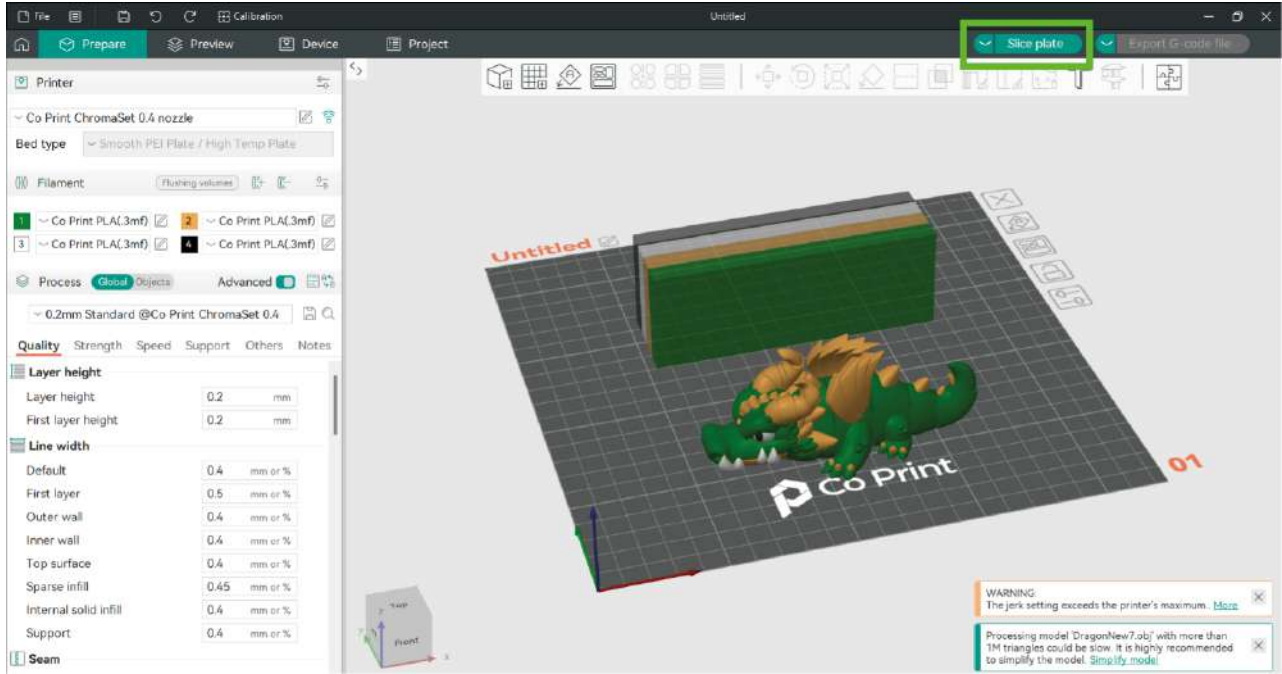 File Calibration Untitled
Prepare Preview Device Project Slice plate Export G-code file
Printer
Co Print ChromaSet 0.4 nozzle
Bed type Smooth PEI Plate / High Temp Plate
Filament Flushing volumes
1 Co Print PLA(.3mf) 2 Co Print PLA(.3mf)
3 Co Print PLA(.3mf) 4 Co Print PLA(.3mf)
Process Global Objects Advanced
0.2mm Standard @Co Print ChromaSet 0.4
Quality Strength Speed Support Others Notes
Layer height
Layer height 0.2 mm
First layer height 0.2 mm
Line width
Default 0.4 mm or %
First layer 0.5 mm or %
Outer wall 0.4 mm or %
Inner wall 0.4 mm or %
Top surface 0.4 mm or %
Sparse infill 0.45 mm or %
Internal solid infill 0.4 mm or %
Support 0.4 mm or %
Seam
Untitled
Co Print
01
Top
Front
z
x
WARNING:
The jerk setting exceeds the printer's maximum. More
Processing model 'DragonNew7.obj' with more than
1M triangles could be slow. It is highly recommended
to simplify the model. Simplify model